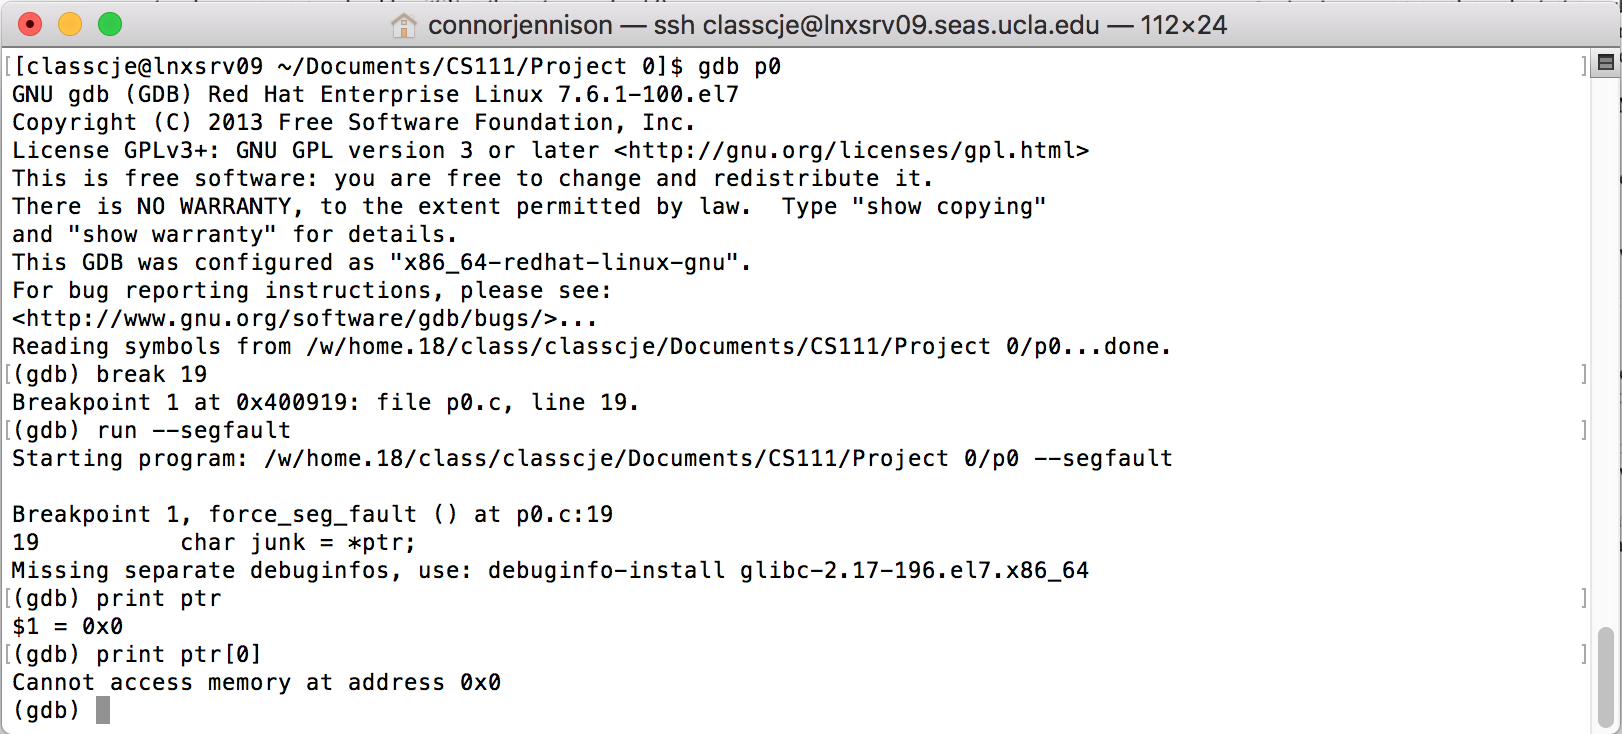 connorjennison — ssh classcje@lnxsrv09.seas.ucla.edu — 112×24
[[classcje@lnxsrv09 ~/Documents/CS111/Project 0]$ gdb p0 ]
GNU gdb (GDB) Red Hat Enterprise Linux 7.6.1-100.el7
Copyright (C) 2013 Free Software Foundation, Inc.
License GPLv3+: GNU GPL version 3 or later <http://gnu.org/licenses/gpl.html>
This is free software: you are free to change and redistribute it.
There is NO WARRANTY, to the extent permitted by law.  Type "show copying"
and "show warranty" for details.
This GDB was configured as "x86_64-redhat-linux-gnu".
For bug reporting instructions, please see:
<http://www.gnu.org/software/gdb/bugs/>...
Reading symbols from /w/home.18/class/classcje/Documents/CS111/Project 0/p0...done.
[(gdb) break 19 ]
Breakpoint 1 at 0x400919: file p0.c, line 19.
[(gdb) run --segfault ]
Starting program: /w/home.18/class/classcje/Documents/CS111/Project 0/p0 --segfault
Breakpoint 1, force_seg_fault () at p0.c:19
19          char junk = *ptr;
Missing separate debuginfos, use: debuginfo-install glibc-2.17-196.el7.x86_64
[(gdb) print ptr ]
$1 = 0x0
[(gdb) print ptr[0] ]
Cannot access memory at address 0x0
(gdb)